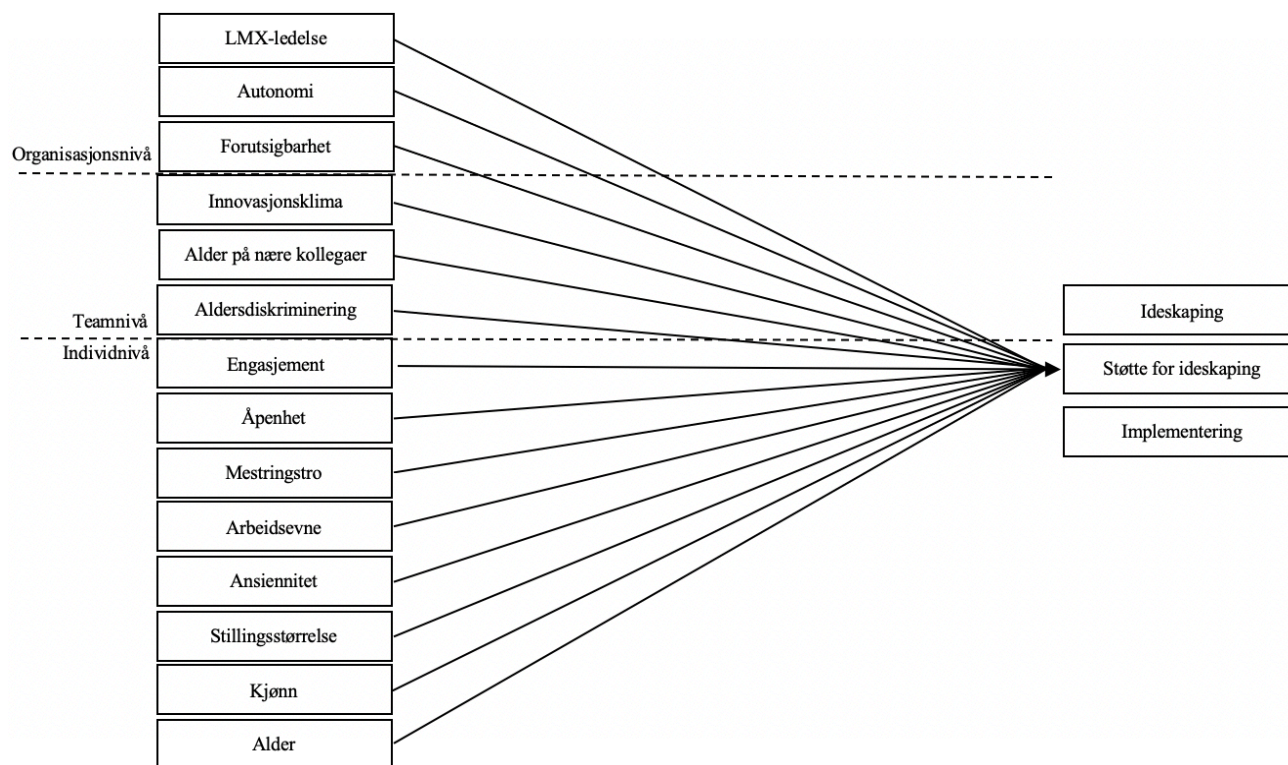 LMX-ledelse
Autonomi
Forutsigbarhet
Organisasjonsnivå
Innovasjonsklima
Alder på nære kollegaer
Aldersdiskriminering
Teamnivå
Individnivå
Engasjement
Åpenhet
Mestringstro
Arbeidsevne
Ansiennitet
Stillingsstørrelse
Kjønn
Alder
Ideskaping
Støtte for ideskaping
Implementering